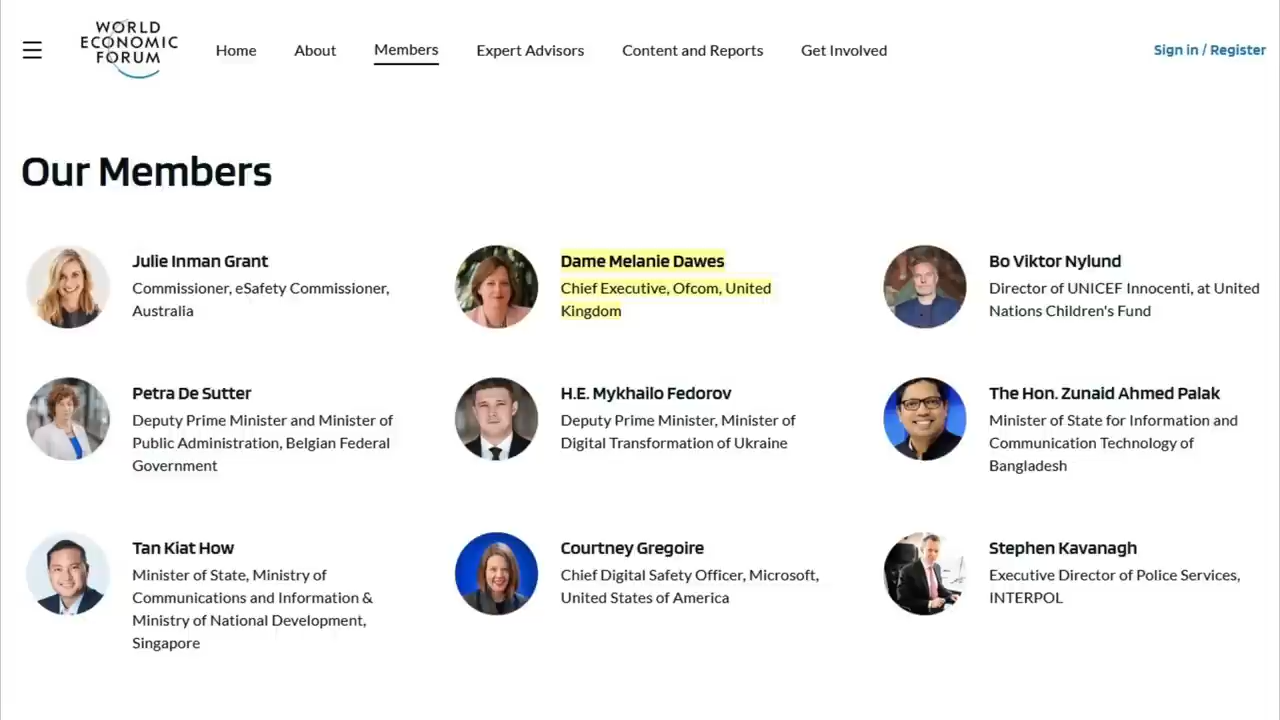 WORLD
ECONOMIC
FORUM
Home
About
Members
Expert Advisors
Content and Reports
Get Involved
Sign in / Register
Our Members
Julie Inman Grant
Commissioner, eSafety Commissioner,
Australia
Dame Melanie Dawes
Chief Executive, Ofcom, United
Kingdom
Bo Viktor Nylund
Director of UNICEF Innocenti, at United
Nations Children's Fund
Petra De Sutter
Deputy Prime Minister and Minister of
Public Administration, Belgian Federal
Government
H.E. Mykhailo Fedorov
Deputy Prime Minister, Minister of
Digital Transformation of Ukraine
The Hon. Zunaid Ahmed Palak
Minister of State for Information and
Communication Technology of
Bangladesh
Tan Kiat How
Minister of State, Ministry of
Communications and Information &
Ministry of National Development,
Singapore
Courtney Gregoire
Chief Digital Safety Officer, Microsoft,
United States of America
Stephen Kavanagh
Executive Director of Police Services,
INTERPOL